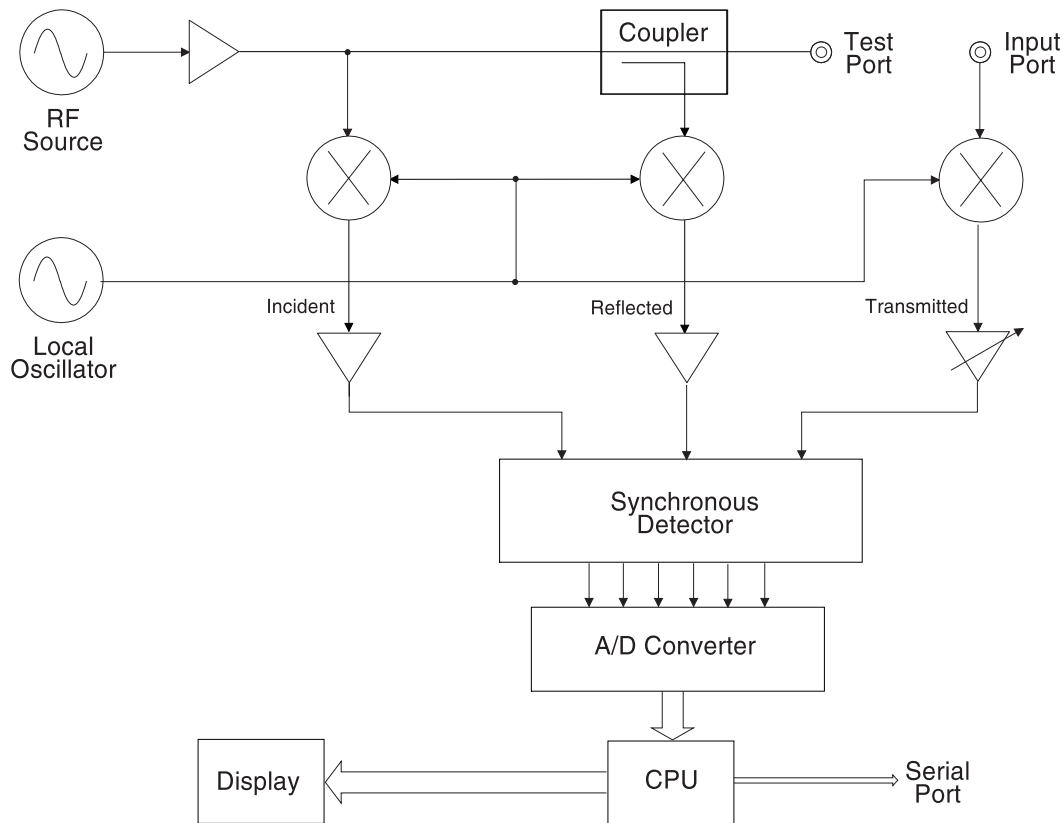 Coupler
Test
Port
Input
Port
RF
Source
Incident
Reflected
Transmitted
Local
Oscillator
Synchronous
Detector
A/D Converter
Display
CPU
Serial
Port